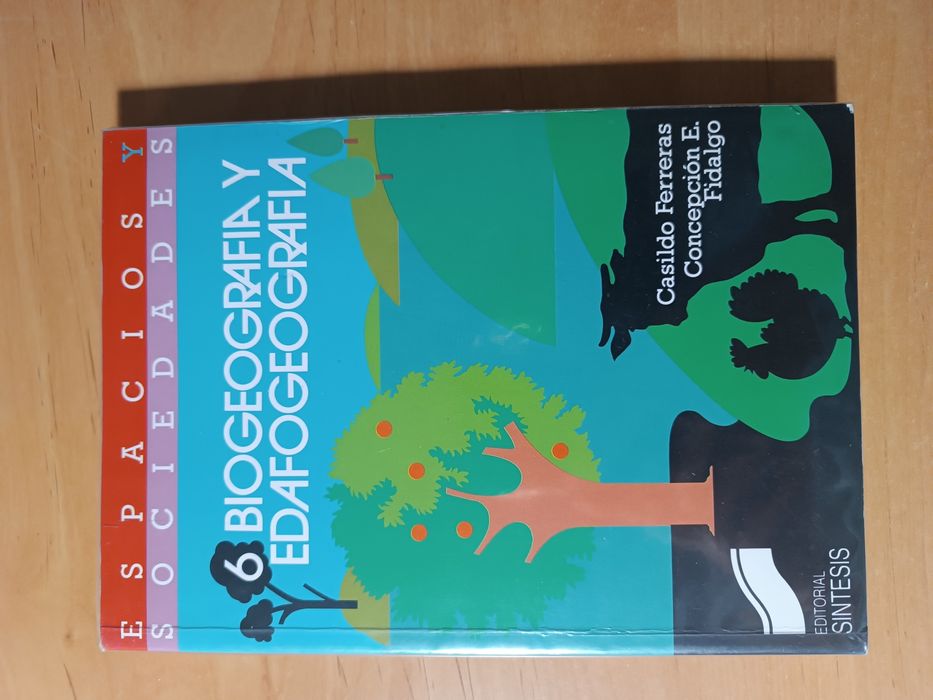 ESPACIOS Y
SOCIEDADES
6 BIOGEOGRAFIA Y
EDAFOGEOGRAFIA
Casildo Ferreras
Concepción E.
Fidalgo
EDITORIAL
SINTESIS